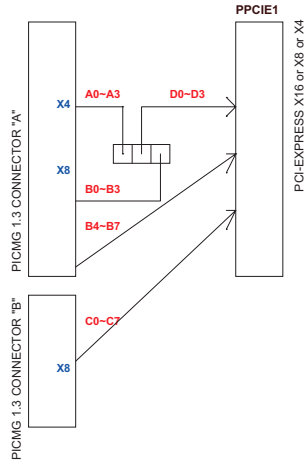 PPCIE1
A0~A3
D0~D3
X4
X8
B0~B3
B4~B7
PICMG 1.3 CONNECTOR "A"
PCI-EXPRESS X16 or X8 or X4
C0~C7
X8
PICMG 1.3 CONNECTOR "B"